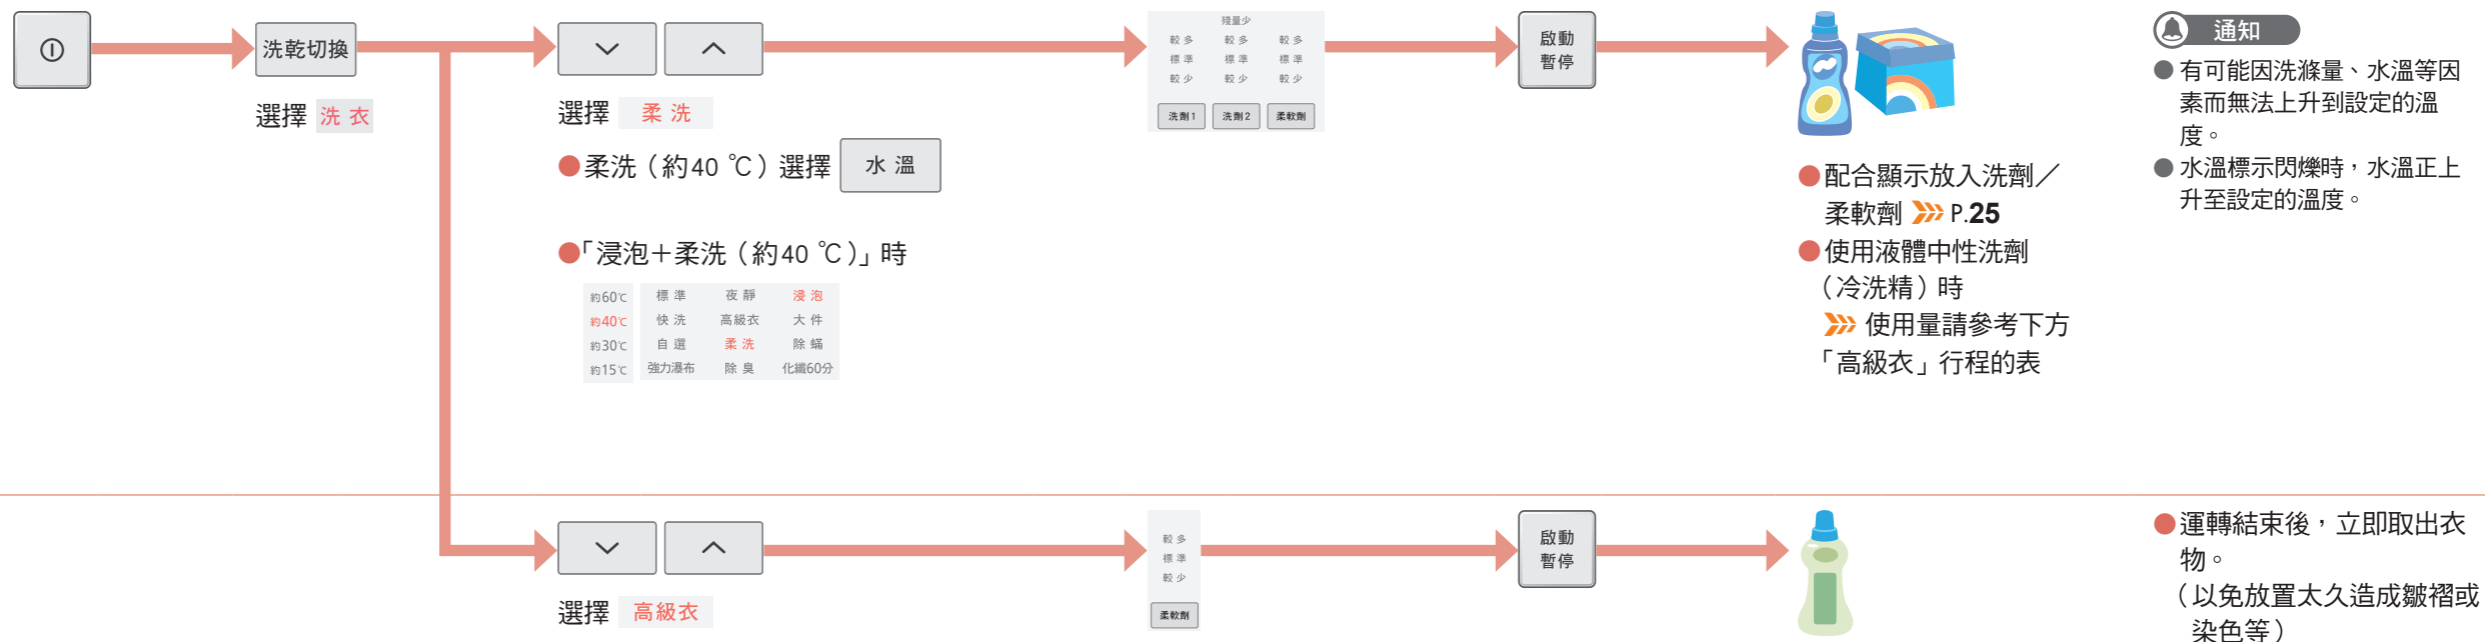 洗乾切換
選擇 洗衣
選擇 柔洗
●柔洗（約40 ℃）選擇 水溫
●「浸泡＋柔洗（約40 ℃）」時
約60℃ 標準 夜靜 浸泡
約40℃ 快洗 高級衣 大件
約30℃ 自選 柔洗 除蟎
約15℃ 強力瀑布 除臭 化纖60分
殘量少
較多 較多 較多
標準 標準 標準
較少 較少 較少
洗劑1 洗劑2 柔軟劑
啟動
暫停
●配合顯示放入洗劑／
柔軟劑 P.25
●使用液體中性洗劑
（冷洗精）時
使用量請參考下方
「高級衣」行程的表
通知
●有可能因洗滌量、水溫等因
素而無法上升到設定的溫
度。
●水溫標示閃爍時，水溫正上
升至設定的溫度。
選擇 高級衣
較多
標準
較少
柔軟劑
啟動
暫停
●運轉結束後，立即取出衣
物。
（以免放置太久造成皺褶或
染色等）